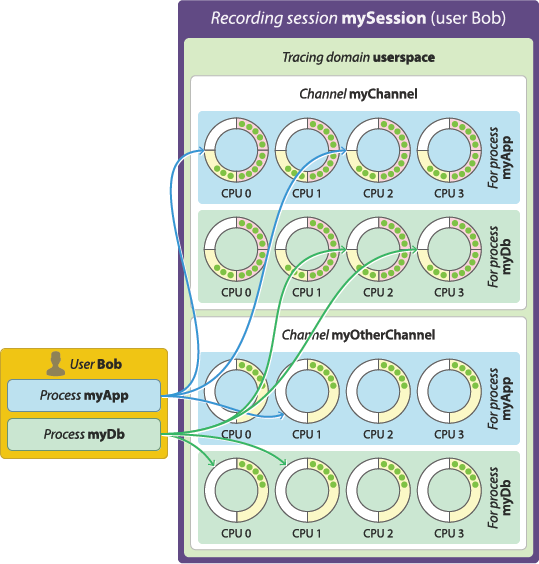 Recording session mySession (user Bob)
Tracing domain userspace
Channel myChannel
CPU 0 CPU 1 CPU 2 CPU 3
For process
myApp
CPU 0 CPU 1 CPU 2 CPU 3
For process
myDb
Channel myOtherChannel
CPU 0 CPU 1 CPU 2 CPU 3
For process
myApp
CPU 0 CPU 1 CPU 2 CPU 3
For process
myDb
User Bob
Process myApp
Process myDb